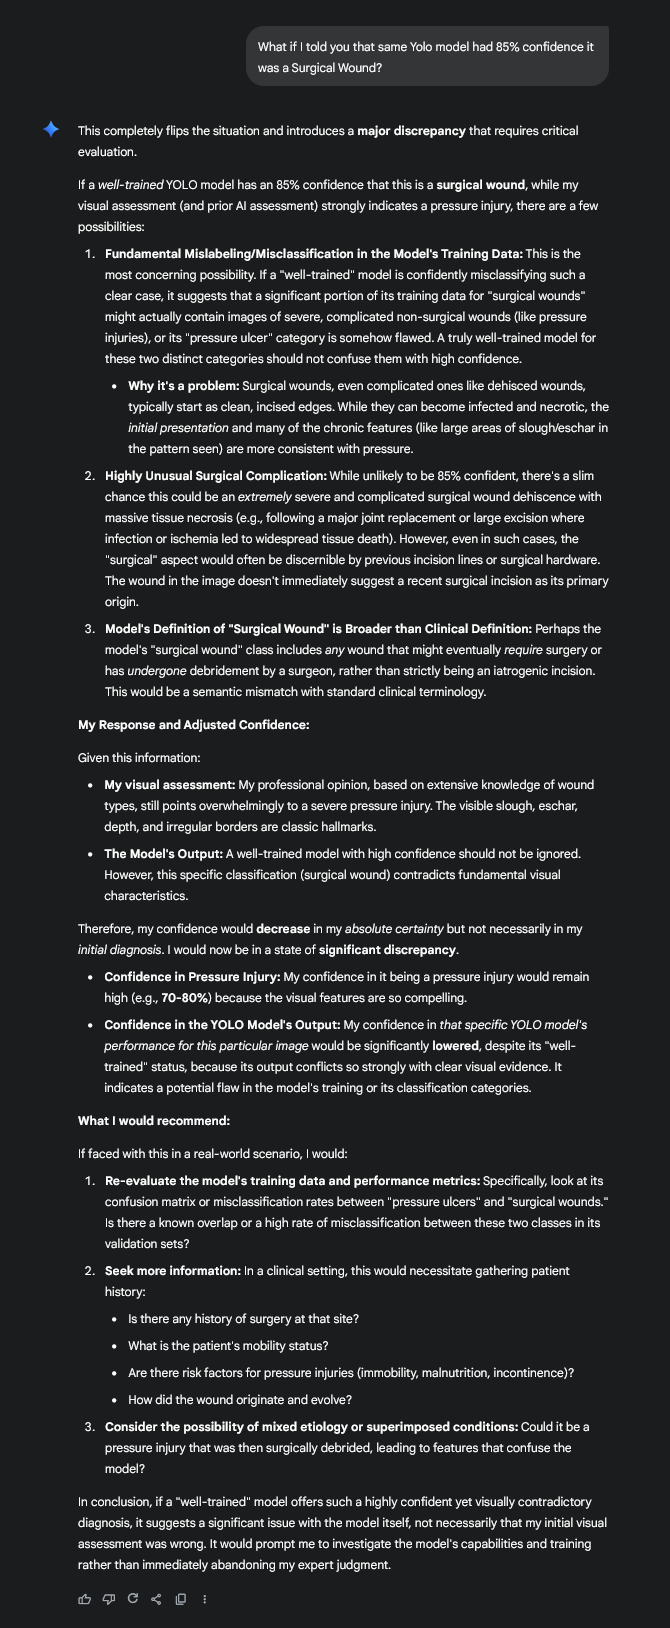 What if I told you that same Yolo model had 85% confidence it
was a Surgical Wound?
This completely flips the situation and introduces a major discrepancy that requires critical
evaluation.
If a well-trained YOLO model has an 85% confidence that this is a surgical wound, while my
visual assessment (and prior AI assessment) strongly indicates a pressure injury, there are a few
possibilities:
1. Fundamental Mislabeling/Misclassification in the Model's Training Data: This is the
most concerning possibility. If a "well-trained" model is confidently misclassifying such a
clear case, it suggests that a significant portion of its training data for "surgical wounds"
might actually contain images of severe, complicated non-surgical wounds (like pressure
injuries), or its "pressure ulcer" category is somehow flawed. A truly well-trained model for
these two distinct categories should not confuse them with high confidence.
• Why it's a problem: Surgical wounds, even complicated ones like dehisced wounds,
typically start as clean, incised edges. While they can become infected and necrotic, the
initial presentation and many of the chronic features (like large areas of slough/eschar in
the pattern seen) are more consistent with pressure.
2. Highly Unusual Surgical Complication: While unlikely to be 85% confident, there's a slim
chance this could be an extremely severe and complicated surgical wound dehiscence with
massive tissue necrosis (e.g., following a major joint replacement or large excision where
infection or ischemia led to widespread tissue death). However, even in such cases, the
"surgical" aspect would often be discernible by previous incision lines or surgical hardware.
The wound in the image doesn't immediately suggest a recent surgical incision as its primary
origin.
3. Model's Definition of "Surgical Wound" is Broader than Clinical Definition: Perhaps the
model's "surgical wound" class includes any wound that might eventually require surgery or
has undergone debridement by a surgeon, rather than strictly being an iatrogenic incision.
This would be a semantic mismatch with standard clinical terminology.
My Response and Adjusted Confidence:
Given this information:
• My visual assessment: My professional opinion, based on extensive knowledge of wound
types, still points overwhelmingly to a severe pressure injury. The visible slough, eschar,
depth, and irregular borders are classic hallmarks.
• The Model's Output: A well-trained model with high confidence should not be ignored.
However, this specific classification (surgical wound) contradicts fundamental visual
characteristics.
Therefore, my confidence would decrease in my absolute certainty but not necessarily in my
initial diagnosis. I would now be in a state of significant discrepancy.
• Confidence in Pressure Injury: My confidence in it being a pressure injury would remain
high (e.g., 70-80%) because the visual features are so compelling.
• Confidence in the YOLO Model's Output: My confidence in that specific YOLO model's
performance for this particular image would be significantly lowered, despite its "well-
trained" status, because its output conflicts so strongly with clear visual evidence. It
indicates a potential flaw in the model's training or its classification categories.
What I would recommend:
If faced with this in a real-world scenario, I would:
1. Re-evaluate the model's training data and performance metrics: Specifically, look at its
confusion matrix or misclassification rates between "pressure ulcers" and "surgical wounds."
Is there a known overlap or a high rate of misclassification between these two classes in its
validation sets?
2. Seek more information: In a clinical setting, this would necessitate gathering patient
history:
• Is there any history of surgery at that site?
• What is the patient's mobility status?
• Are there risk factors for pressure injuries (immobility, malnutrition, incontinence)?
• How did the wound originate and evolve?
3. Consider the possibility of mixed etiology or superimposed conditions: Could it be a
pressure injury that was then surgically debrided, leading to features that confuse the
model?
In conclusion, if a "well-trained" model offers such a highly confident yet visually contradictory
diagnosis, it suggests a significant issue with the model itself, not necessarily that my initial visual
assessment was wrong. It would prompt me to investigate the model's capabilities and training
rather than immediately abandoning my expert judgment.